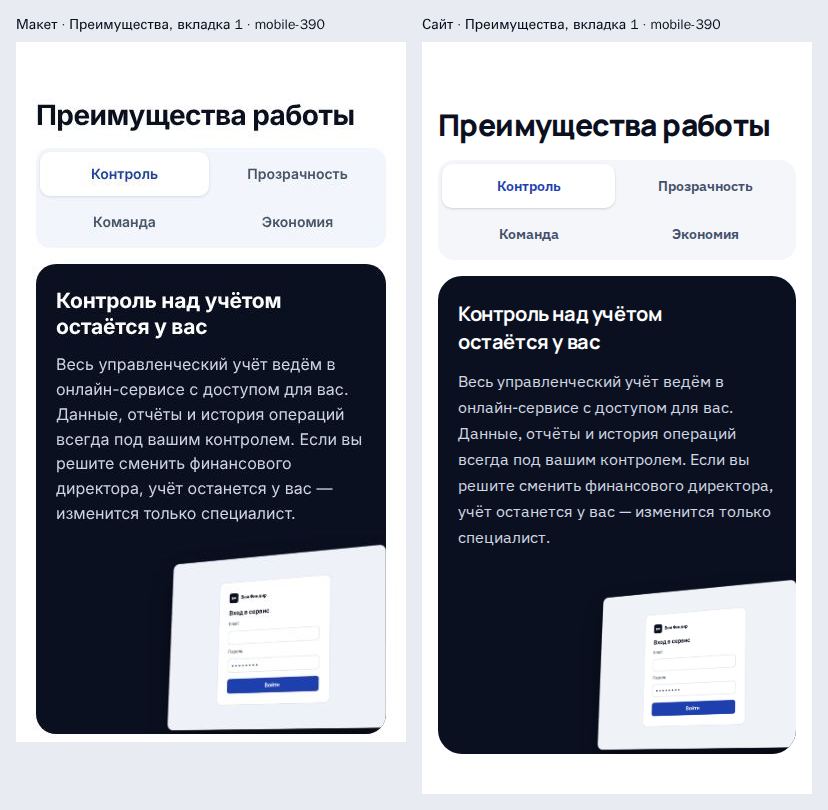 Макет · Преимущества, вкладка 1 · mobile-390
Преимущества работы
Контроль
Прозрачность
Команда
Экономия
Контроль над учётом
остаётся у вас
Весь управленческий учёт ведём в
онлайн-сервисе с доступом для вас.
Данные, отчёты и история операций
всегда под вашим контролем. Если вы
решите сменить финансового
директора, учёт останется у вас —
изменится только специалист.
Вход в сервис
Пароль
Войти
Сайт · Преимущества, вкладка 1 · mobile-390
Преимущества работы
Контроль
Прозрачность
Команда
Экономия
Контроль над учётом
остаётся у вас
Весь управленческий учёт ведём в
онлайн-сервисе с доступом для вас.
Данные, отчёты и история операций
всегда под вашим контролем. Если вы
решите сменить финансового директора,
учёт останется у вас — изменится только
специалист.
Вход в сервис
Пароль
Войти